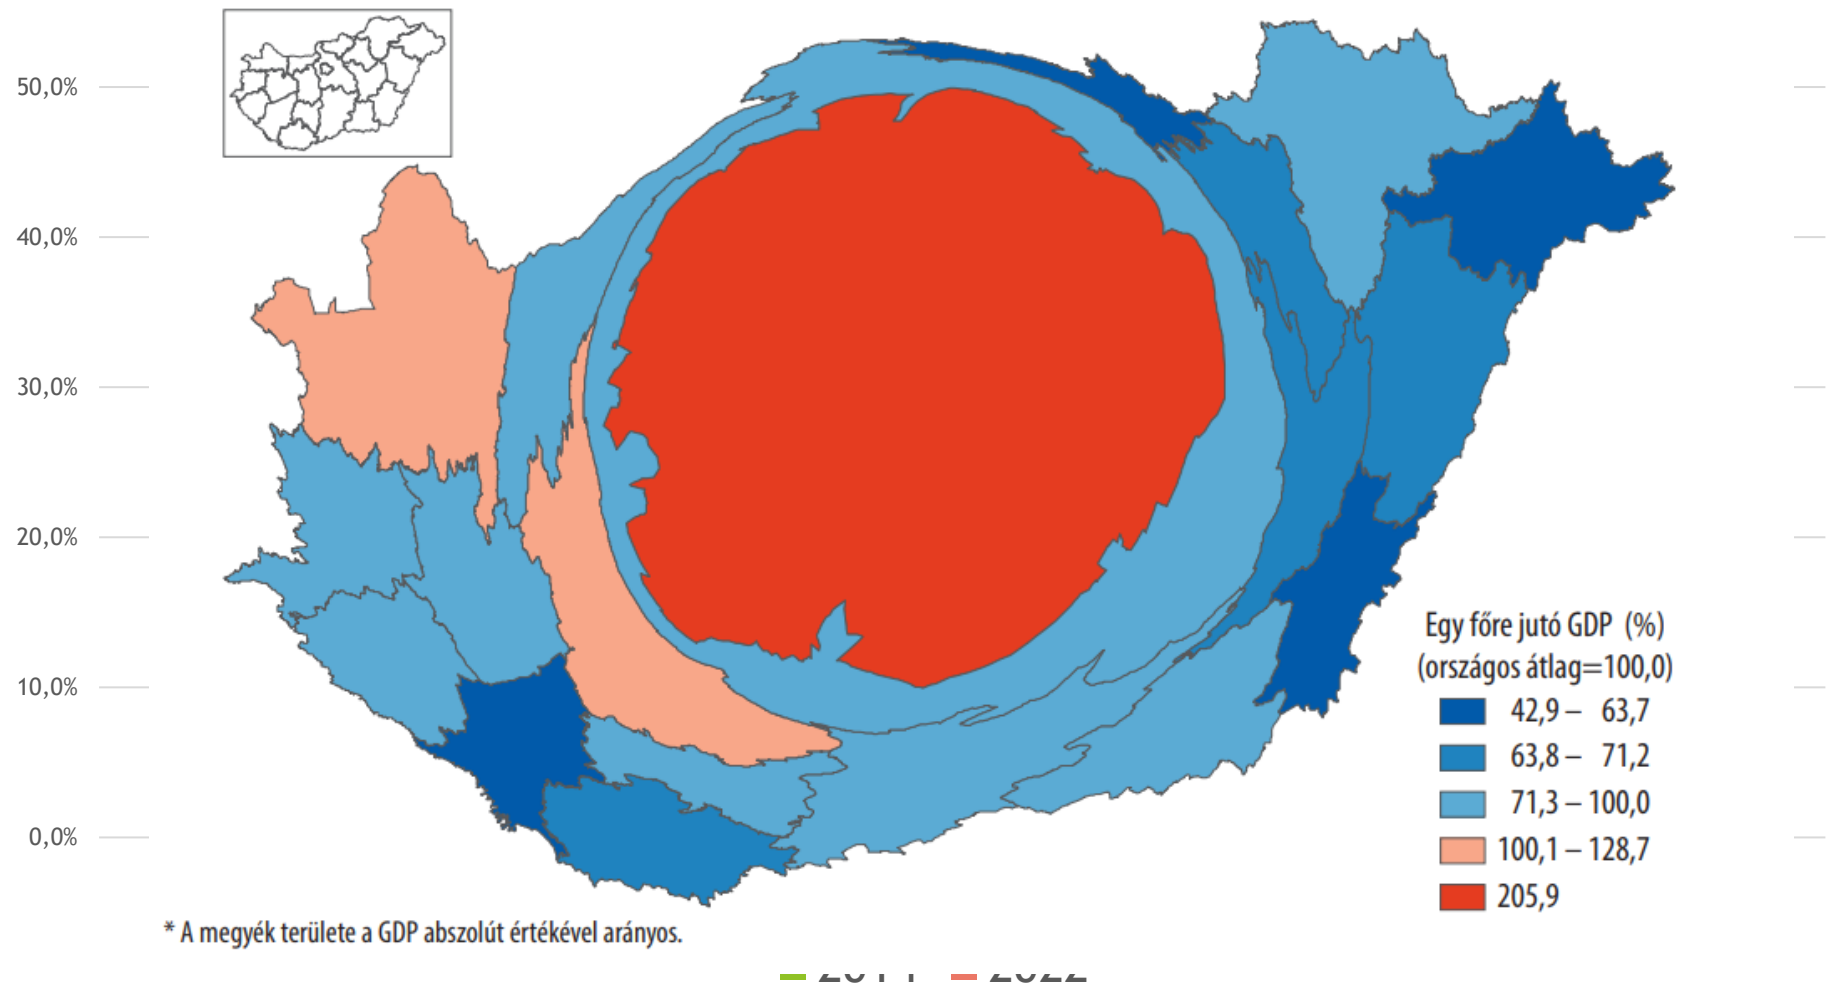 50,0%
40,0%
30,0%
20,0%
10,0%
0,0%
Egy főre jutó GDP (%)
(országos átlag=100,0)
42,9 – 63,7
63,8 – 71,2
71,3 – 100,0
100,1 – 128,7
205,9
* A megyék területe a GDP abszolút értékével arányos.